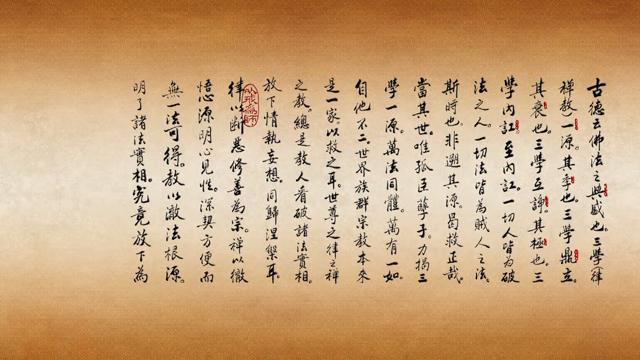 古德云佛法之興盛也。三學(律
禪教)一源。其季也。三學鼎立。
其衰也。三學互諍。其極也。三
學內訌。至內訌。一切人皆為破
法之人一切法皆為賊人之法。
斯時也。非溯其源。曷救正哉。
當其世。唯孤臣孽子。力揭三
學一源。萬法同體。萬有一如。
自他不二。世界族群宗教本來
是一家以救之耳。世尊之律之禪
之教。總是教人看破諸法實相。
放下情執妄想。同歸涅槃耳。
律以斷惡修善為宗。禪以徹
悟心源明心見性。深契方便而
無一法可得。教以澈法根源。
明了諸法實相。究竟放下為